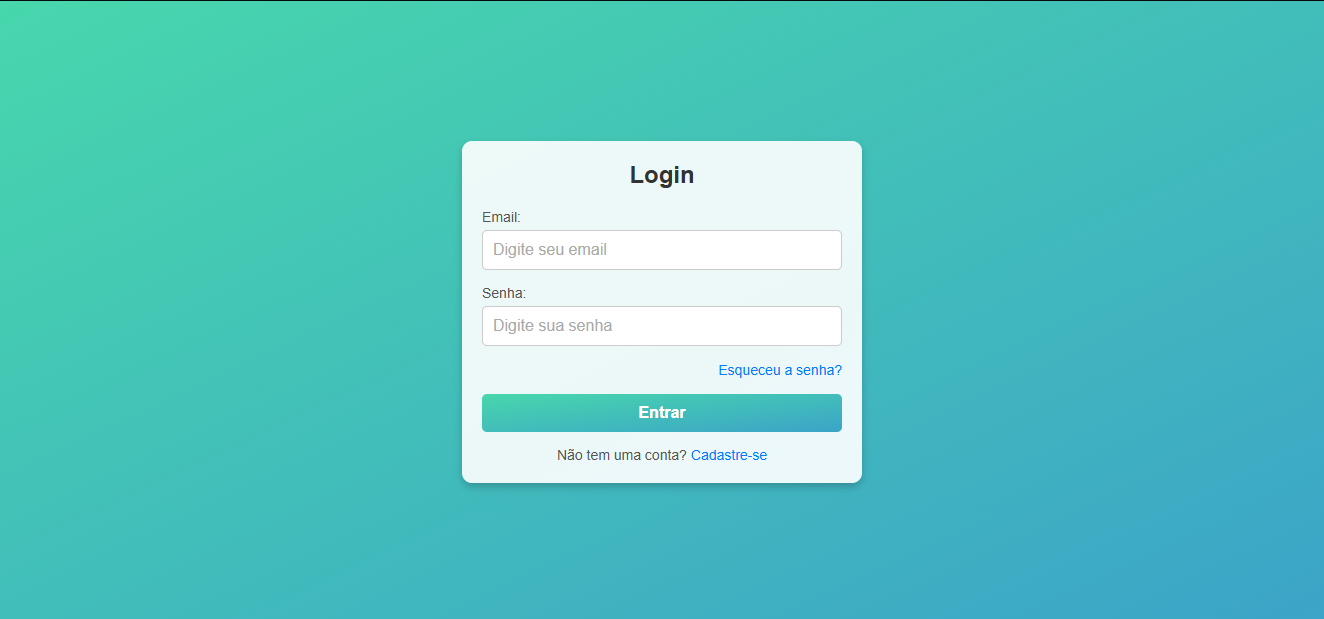 Login
Email:
Digite seu email
Senha:
Digite sua senha
Esqueceu a senha?
Entrar
Não tem uma conta? Cadastre-se